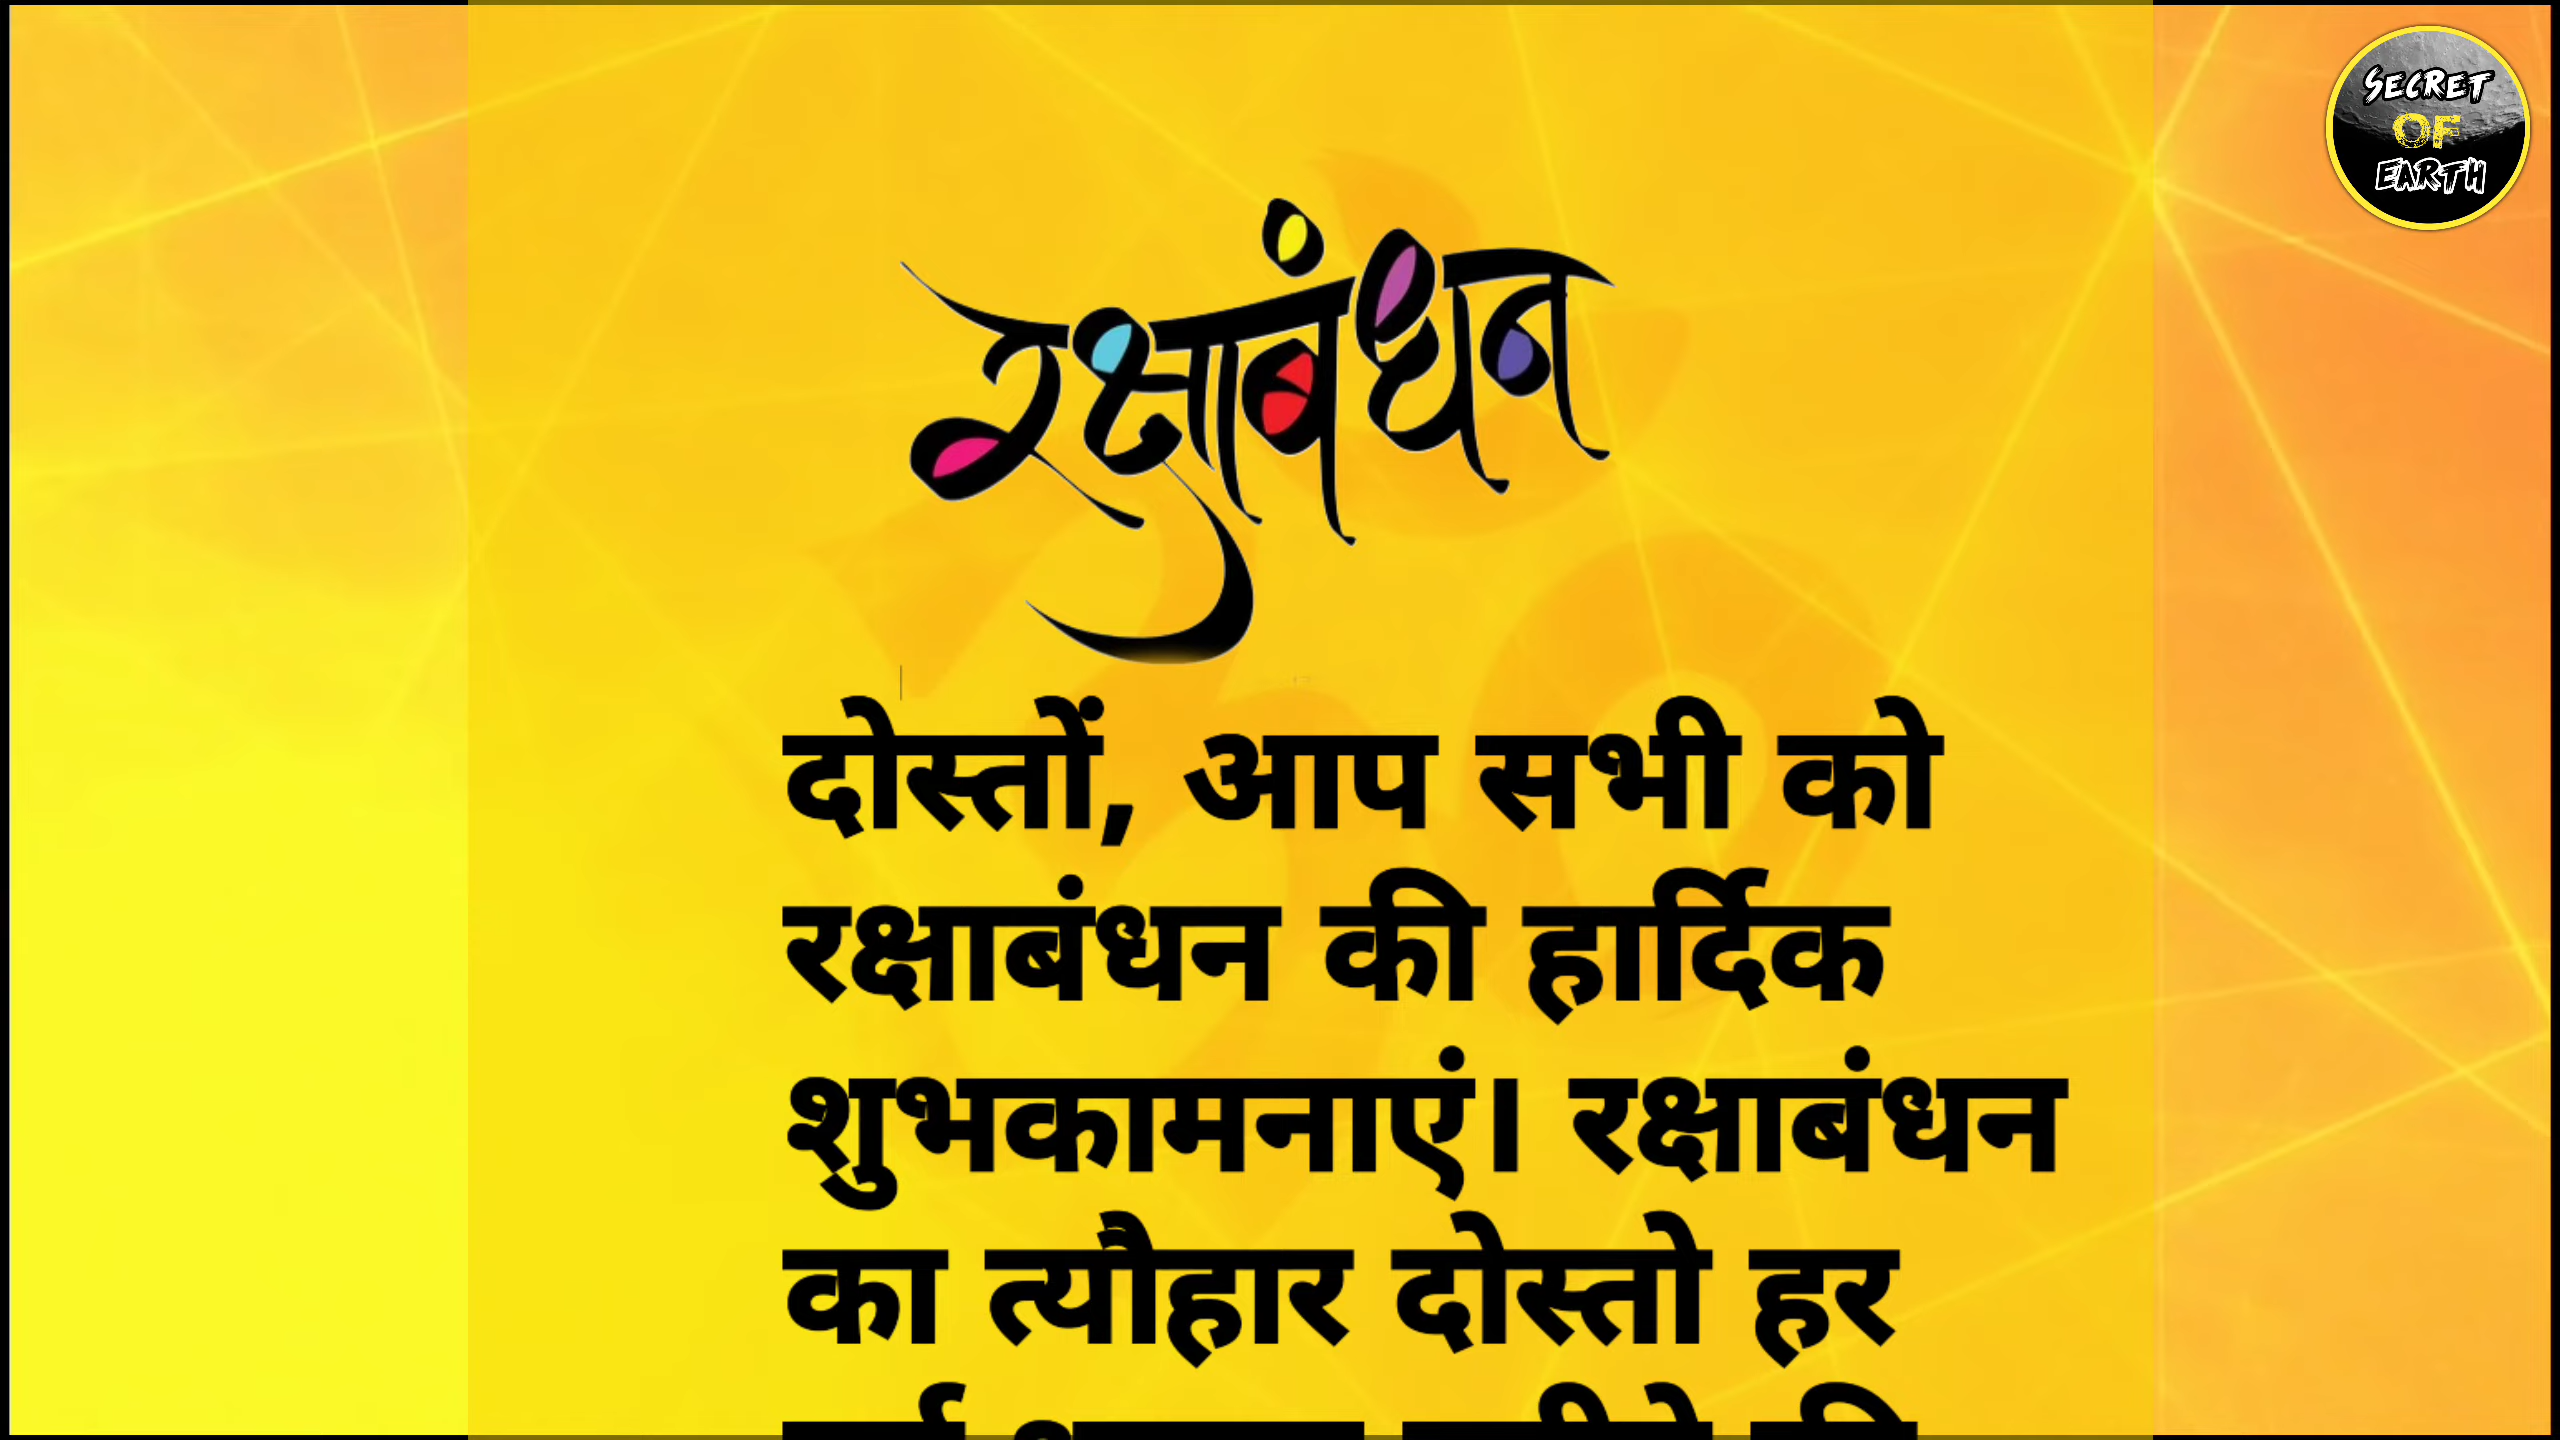 SECRET
OF
EARTH
रक्षाबंधन
दोस्तों, आप सभी को
रक्षाबंधन की हार्दिक
शुभकामनाएं। रक्षाबंधन
का त्यौहार दोस्तो हर